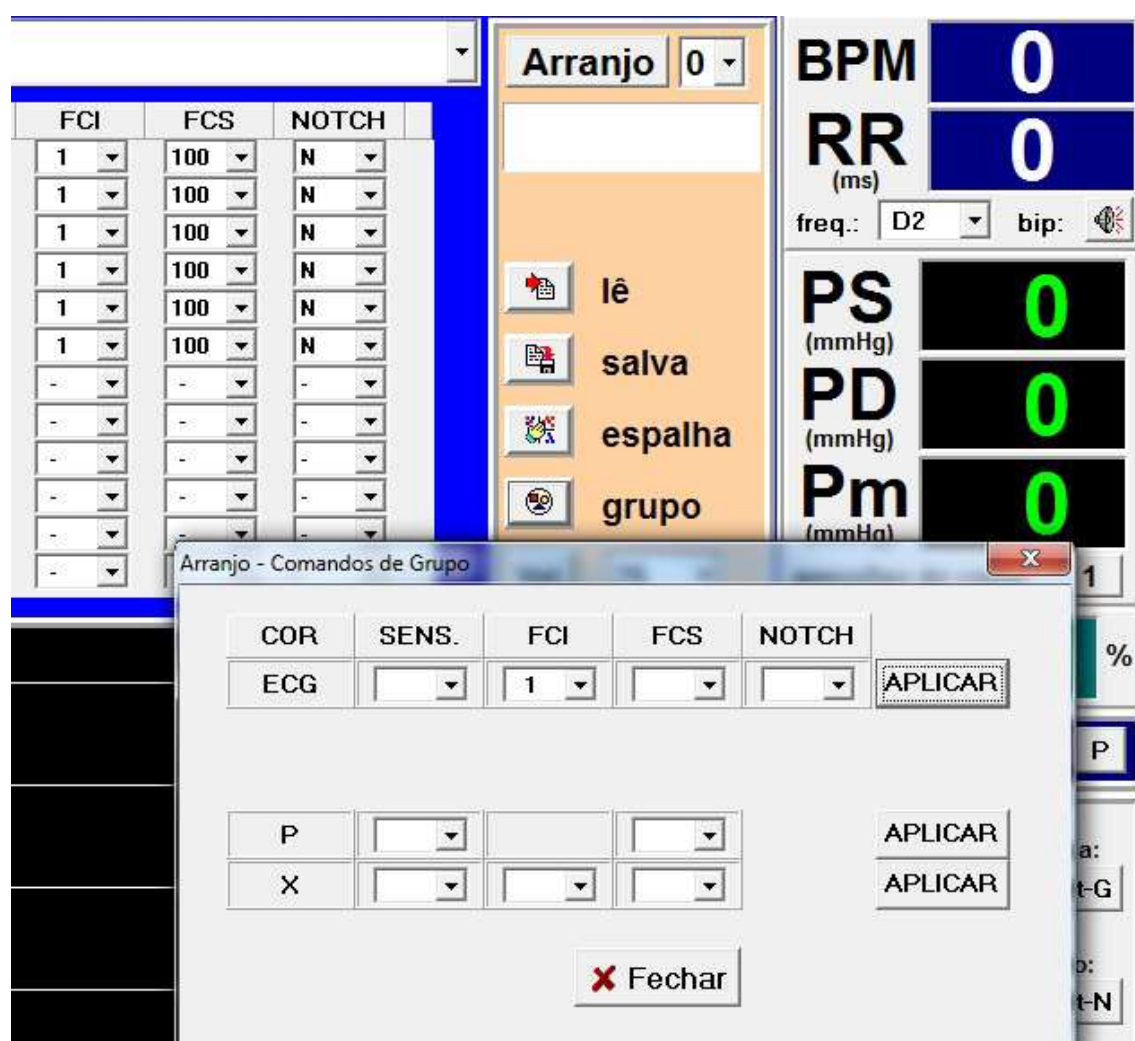 Arranjo 0
FCI FCS NOTCH
1 100 N
1 100 N
1 100 N
1 100 N
1 100 N
1 100 N
- - -
- - -
- - -
- - -
- - -
-
lê
salva
espalha
grupo
BPM 0
RR 0
(ms)
freq.: D2 bip:
PS 0
(mmHg)
PD 0
(mmHg)
Pm 0
(mmHg)
1
%
P
a:
t-G
o:
t-N
Arranjo - Comandos de Grupo
COR SENS. FCI FCS NOTCH
ECG 1 APLICAR
P APLICAR
X APLICAR
Fechar